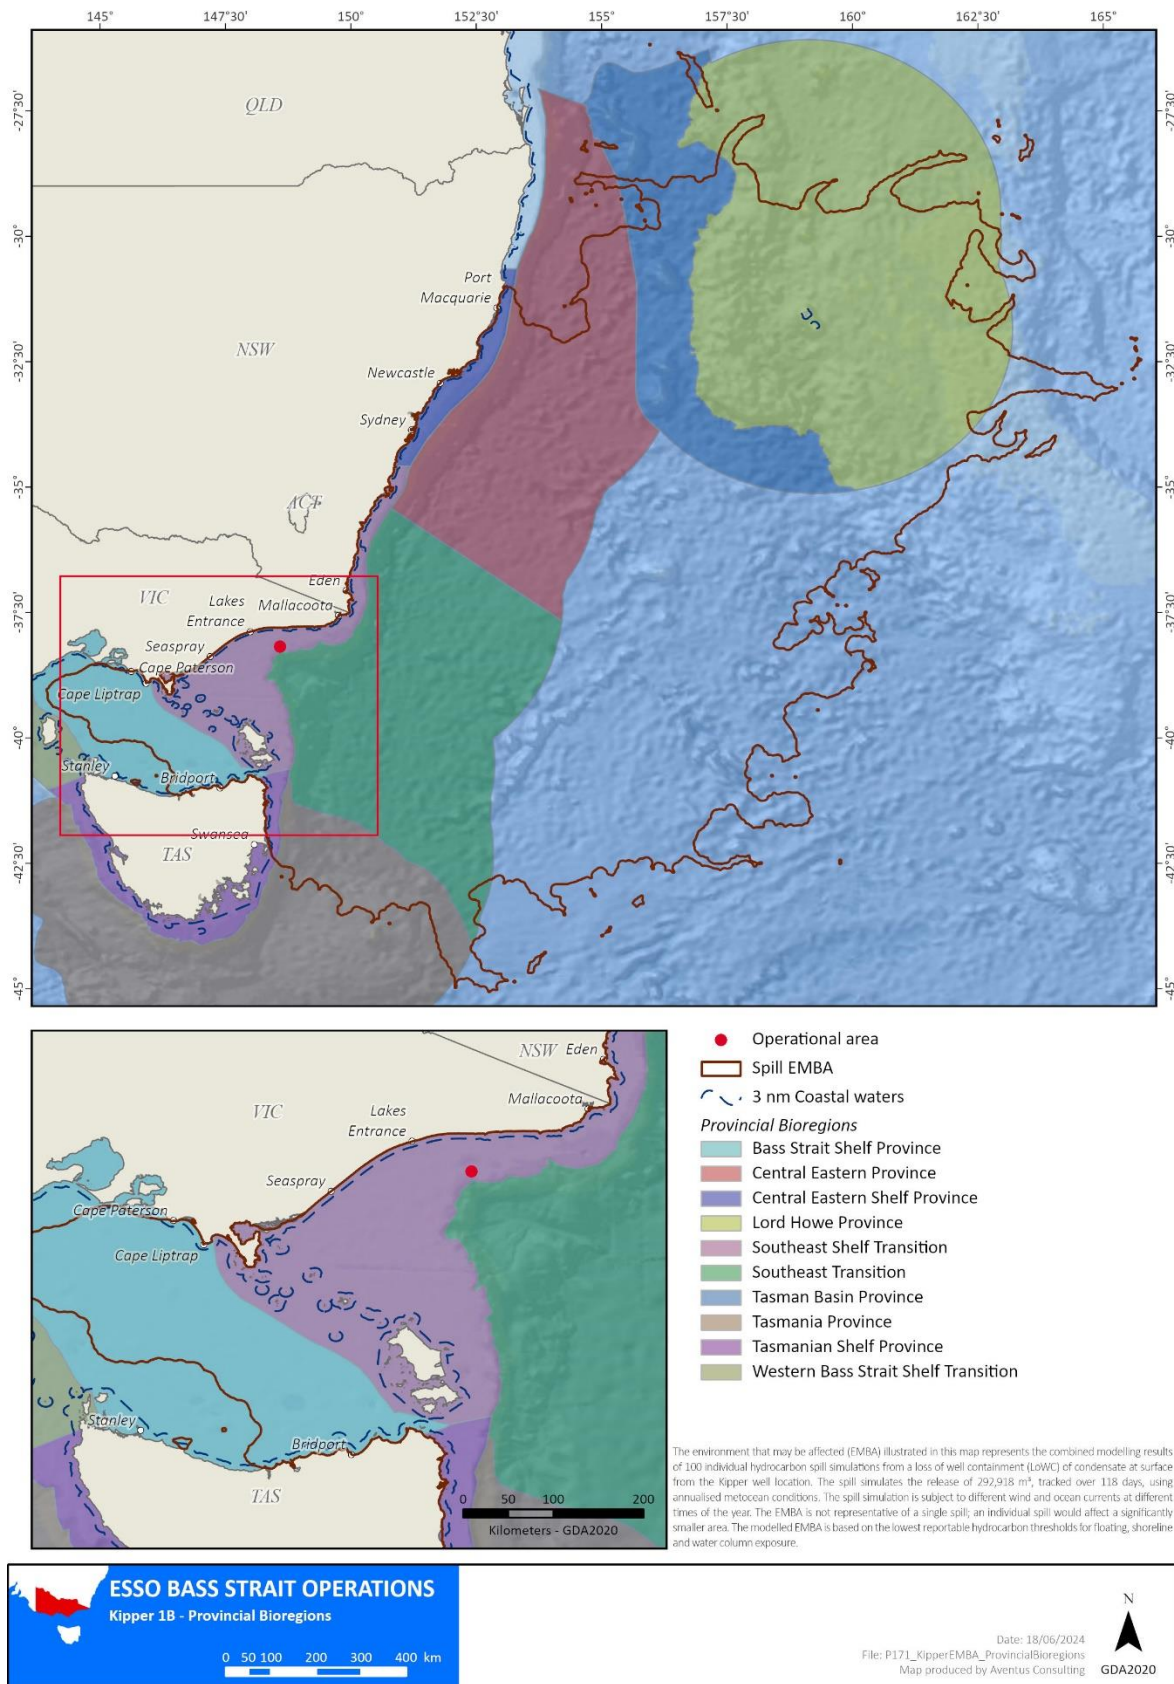 145° 147°30' 150° 152°30' 155° 157°30' 160° 162°30' 165°
-27°30' -27°30'
QLD
-30° -30°
Port
Macquarie
-32°30' NSW -32°30'
Newcastle
Sydney
-35° -35°
ACT
Eden
-37°30' VIC Lakes Mallacoota -37°30'
Entrance
Seaspray
Cape Paterson
Cape Liptrap
-40° -40°
Stanley
Bridport
Swansea
TAS
-42°30' -42°30'
-45° -45°
NSW Eden
Mallacoota
VIC Lakes
Entrance
Seaspray
Cape Paterson
Cape Liptrap
Stanley
Bridport
TAS
0 50 100 200
Kilometers - GDA2020
Operational area
Spill EMBA
3 nm Coastal waters
Provincial Bioregions
Bass Strait Shelf Province
Central Eastern Province
Central Eastern Shelf Province
Lord Howe Province
Southeast Shelf Transition
Southeast Transition
Tasman Basin Province
Tasmania Province
Tasmanian Shelf Province
Western Bass Strait Shelf Transition
The environment that may be affected (EMBA) illustrated in this map represents the combined modelling results
of 100 individual hydrocarbon spill simulations from a loss of well containment (LoWC) of condensate at surface
from the Kipper well location. The spill simulates the release of 292,918 m³, tracked over 118 days, using
annualised metocean conditions. The spill simulation is subject to different wind and ocean currents at different
times of the year. The EMBA is not representative of a single spill; an individual spill would affect a significantly
smaller area. The modelled EMBA is based on the lowest reportable hydrocarbon thresholds for floating, shoreline
and water column exposure.
ESSO BASS STRAIT OPERATIONS
Kipper 1B - Provincial Bioregions
0 50 100 200 300 400 km
N
Date: 18/06/2024
File: P171_KipperEMBA_ProvincialBioregions
Map produced by Aventus Consulting
GDA2020